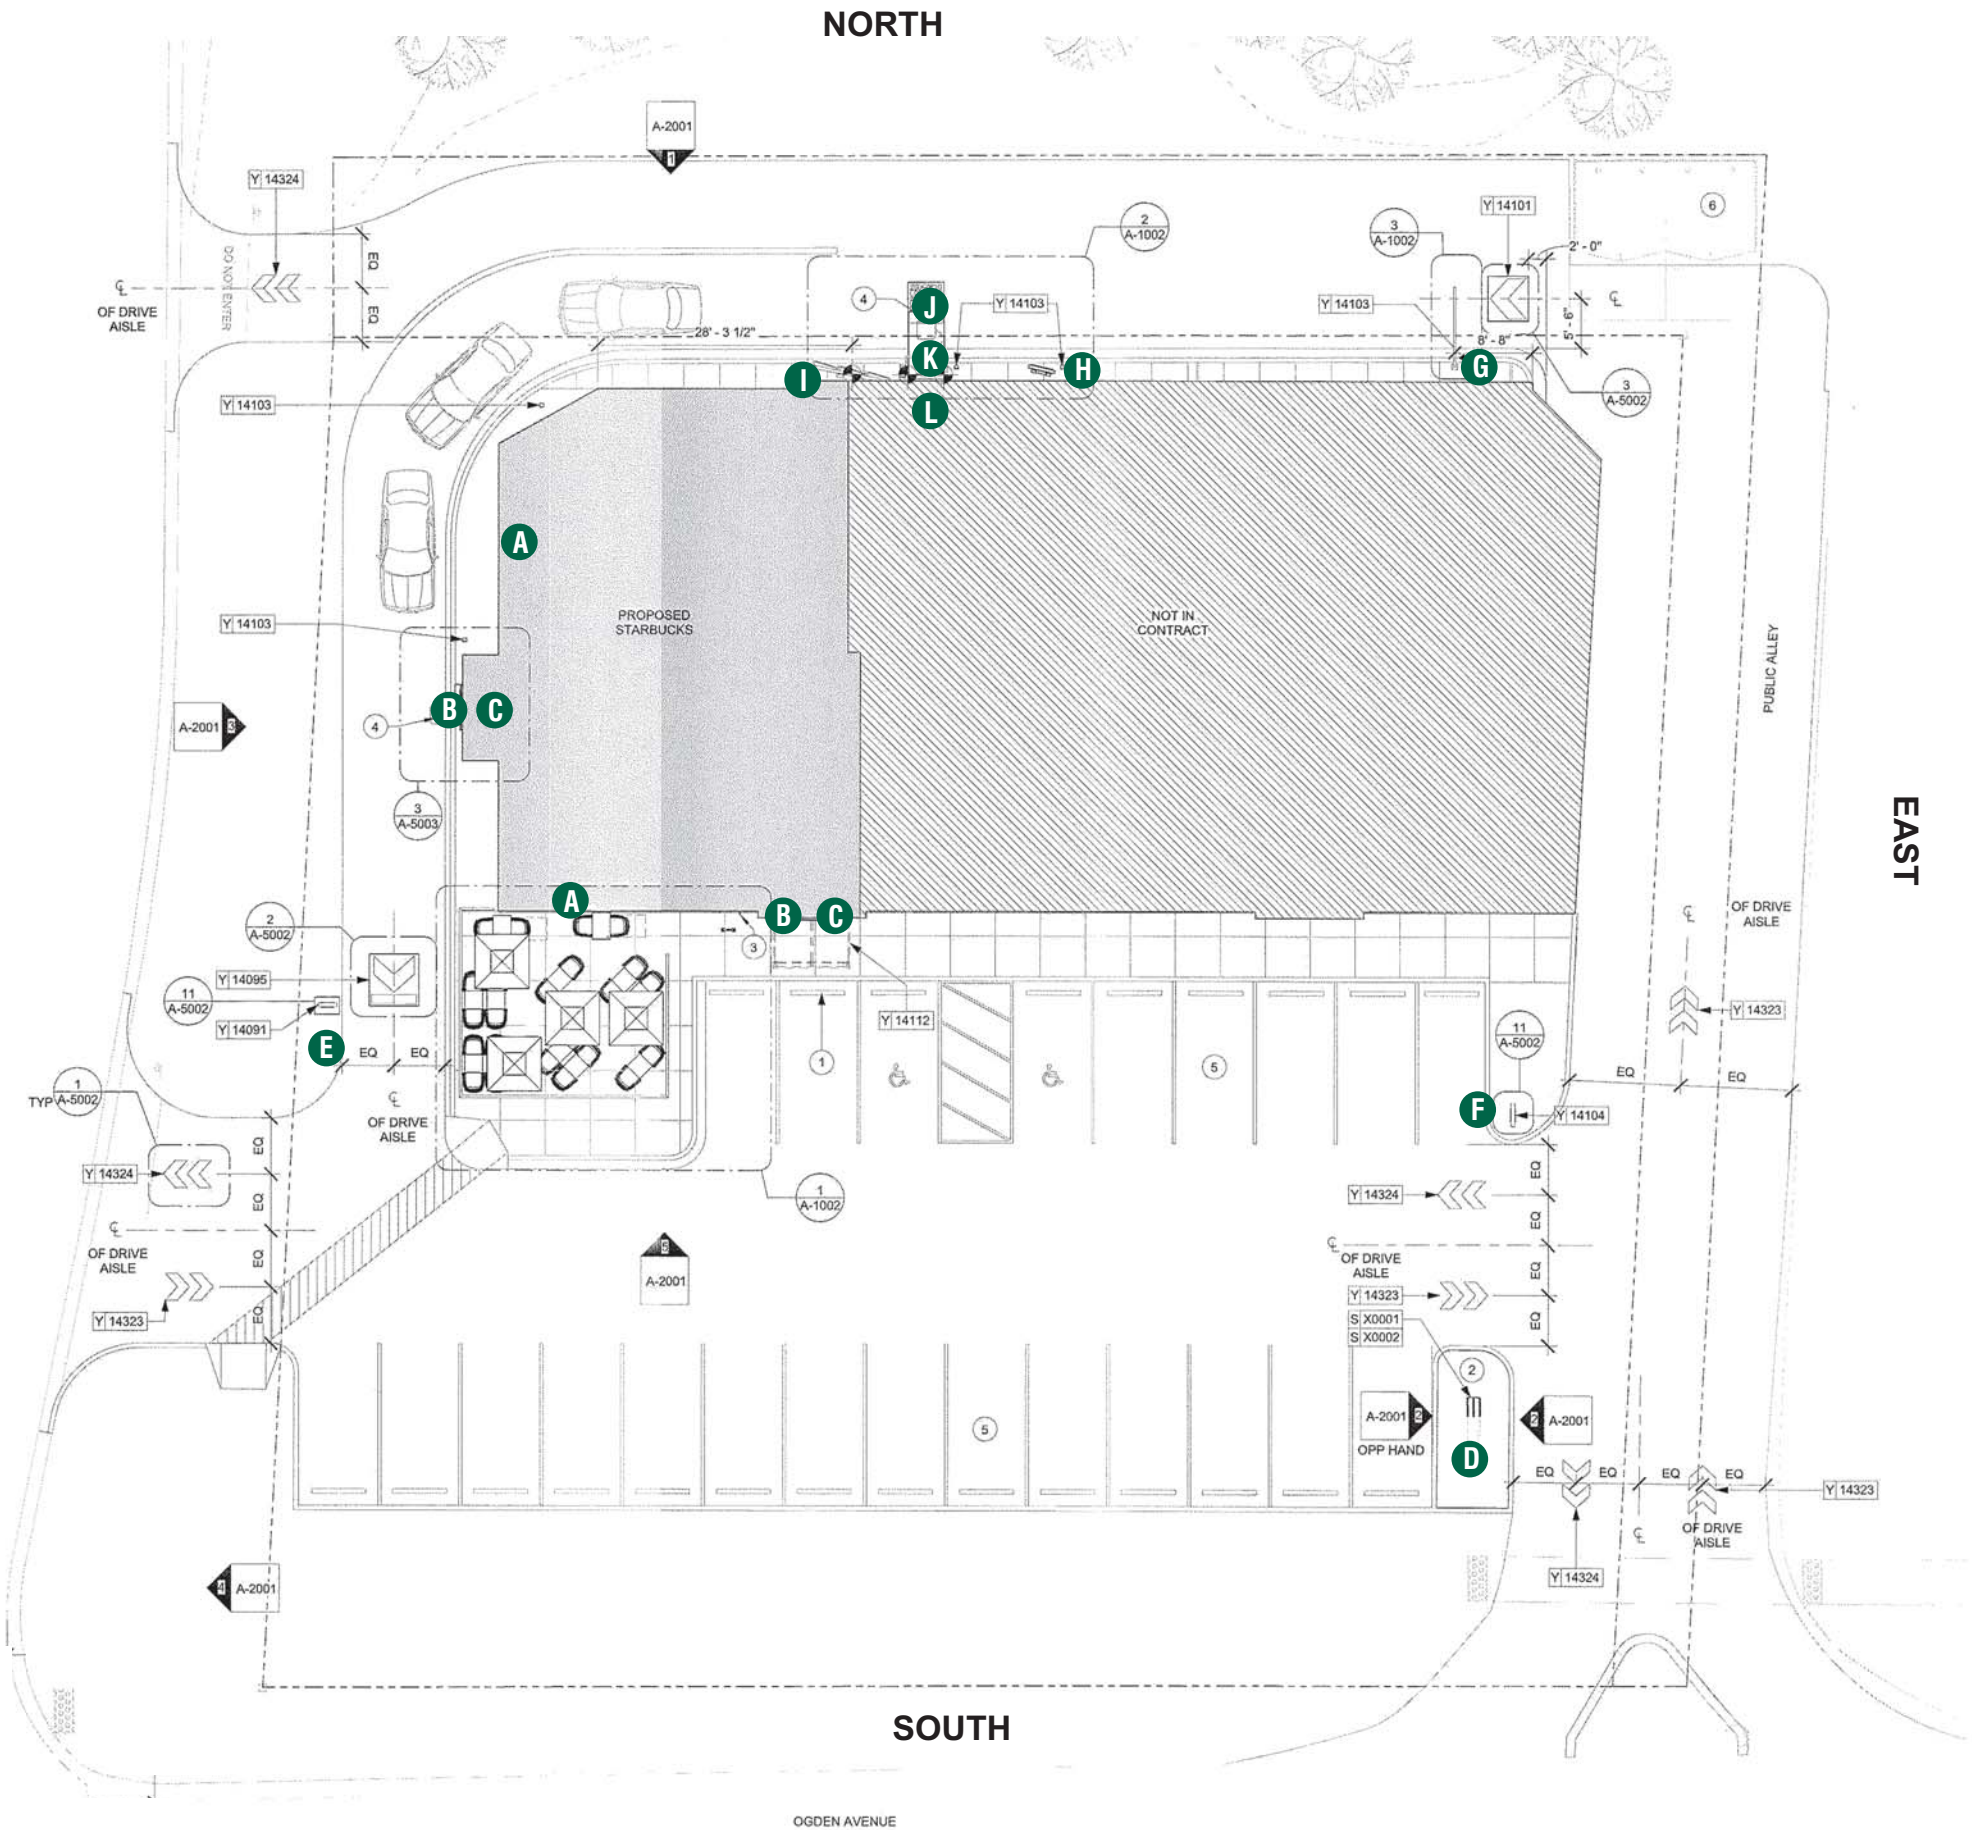 NORTH
A-2001
1
Y 14324
DO NOT ENTER
EQ
EQ
℄
OF DRIVE
AISLE
2
A-1002
3
A-1002
Y 14101
6
2' - 0"
4
J
Y 14103
Y 14103
℄
5' - 6"
8' - 8"
28' - 3 1/2"
K
I
H
G
L
3
A-5002
Y 14103
A
PROPOSED
STARBUCKS
NOT IN
CONTRACT
Y 14103
PUBLIC ALLEY
B
C
4
A-2001
3
3
A-5003
EAST
A
B
C
3
2
A-5002
℄
OF DRIVE
AISLE
Y 14095
11
A-5002
Y 14091
Y 14112
Y 14323
E
EQ
EQ
1
5
11
A-5002
EQ
EQ
1
A-5002
TYP
℄
OF DRIVE
AISLE
F
Y 14104
EQ
EQ
EQ
EQ
Y 14324
℄
OF DRIVE
AISLE
Y 14323
1
A-1002
5
A-2001
Y 14324
EQ
EQ
EQ
EQ
℄
OF DRIVE
AISLE
Y 14323
S X0001
S X0002
2
A-2001
2
OPP HAND
2
A-2001
D
5
EQ
EQ
EQ
EQ
Y 14323
℄
OF DRIVE
AISLE
Y 14324
4
A-2001
SOUTH
OGDEN AVENUE